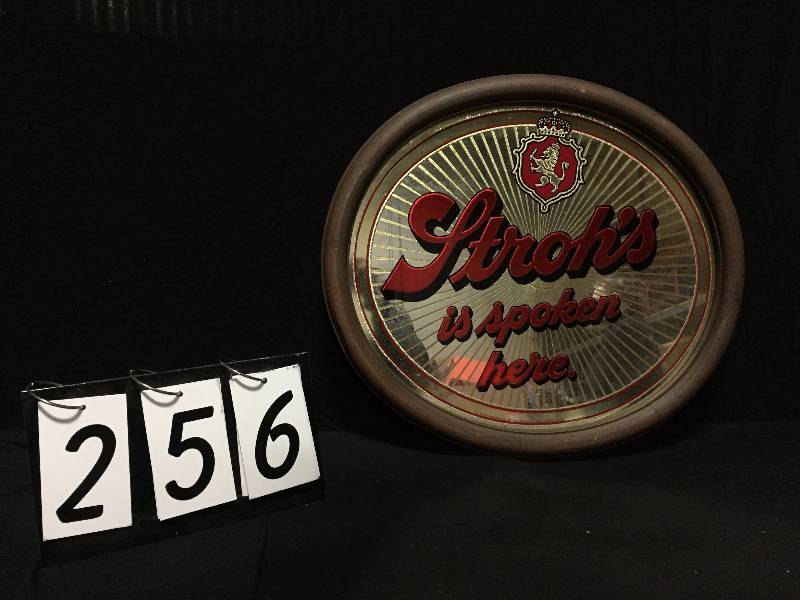 Stroh's
is spoken
here.
256